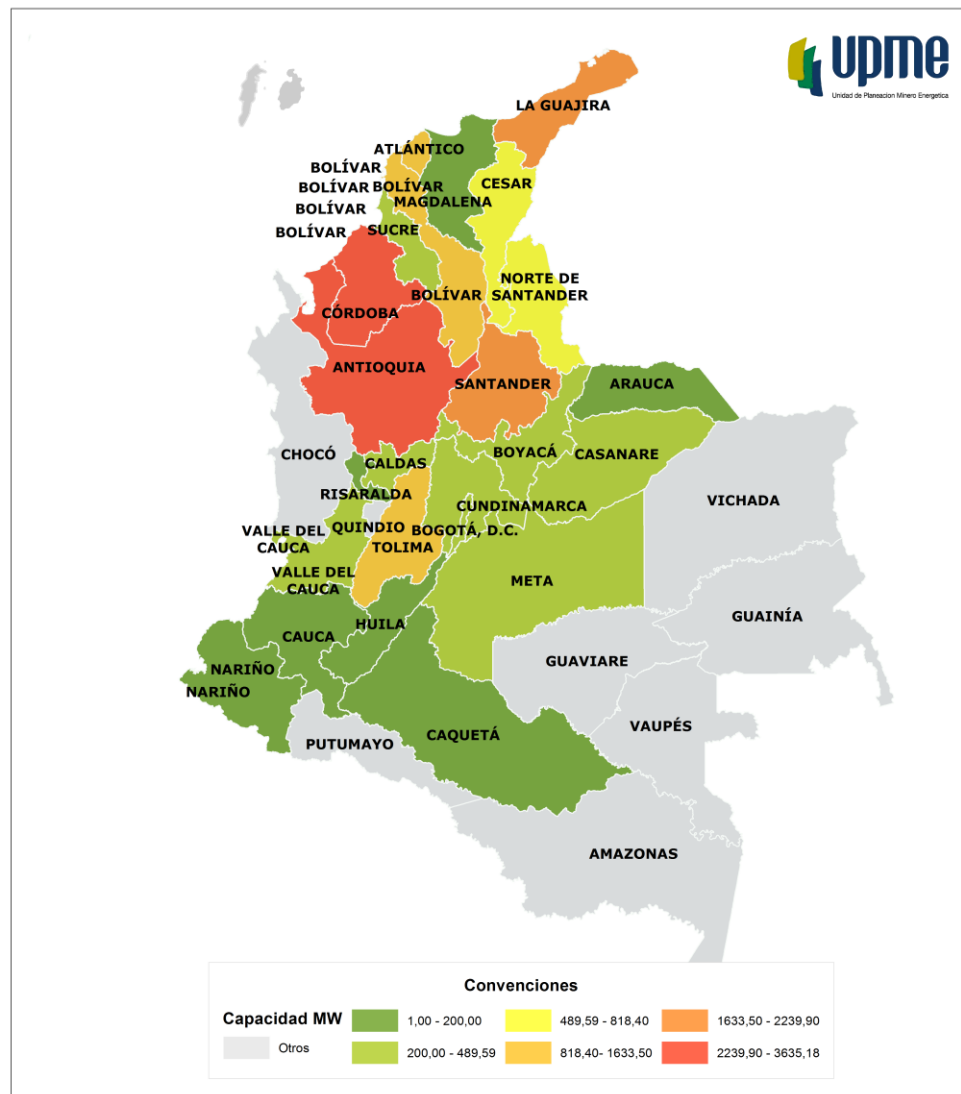 upme
Unidad de Planeacion Minero Energetica
LA GUAJIRA
ATLÁNTICO
BOLÍVAR
CESAR
BOLÍVAR
BOLÍVAR
MAGDALENA
BOLÍVAR
SUCRE
BOLÍVAR
NORTE DE
SANTANDER
BOLÍVAR
CÓRDOBA
ANTIOQUIA
SANTANDER
ARAUCA
CHOCÓ
CALDAS
BOYACÁ
CASANARE
VICHADA
RISARALDA
CUNDINAMARCA
QUINDIO
BOGOTÁ, D.C.
VALLE DEL
CAUCA
TOLIMA
VALLE DEL
CAUCA
META
GUAINÍA
HUILA
CAUCA
GUAVIARE
NARIÑO
NARIÑO
VAUPÉS
CAQUETÁ
PUTUMAYO
AMAZONAS
Convenciones
Capacidad MW
1,00 - 200,00
489,59 - 818,40
1633,50 - 2239,90
Otros
200,00 - 489,59
818,40- 1633,50
2239,90 - 3635,18